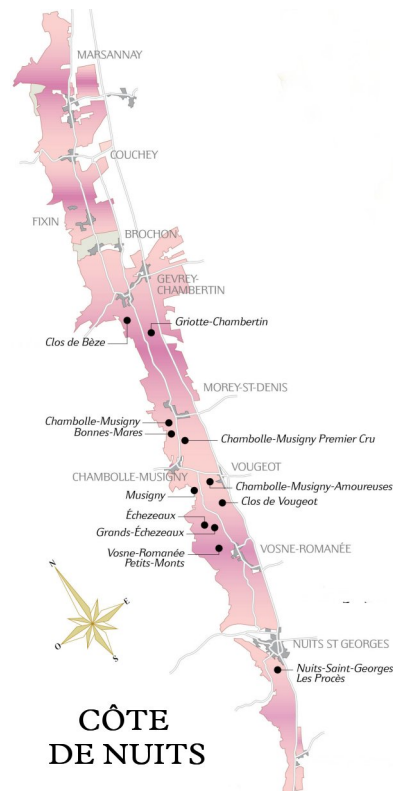 MARSANNAY
COUCHEY
FIXIN
BROCHON
GEVREY-
CHAMBERTIN
Griotte-Chambertin
Clos de Bèze
MOREY-ST-DENIS
Chambolle-Musigny
Bonnes-Mares
Chambolle-Musigny Premier Cru
CHAMBOLLE-MUSIGNY
VOUGEOT
Chambolle-Musigny-Amoureuses
Musigny
Clos de Vougeot
Échezeaux
Grands-Échezeaux
VOSNE-ROMANÉE
Vosne-Romanée
Petits-Monts
N
E
O
S
NUITS ST GEORGES
Nuits-Saint-Georges
Les Procès
CÔTE
DE NUITS